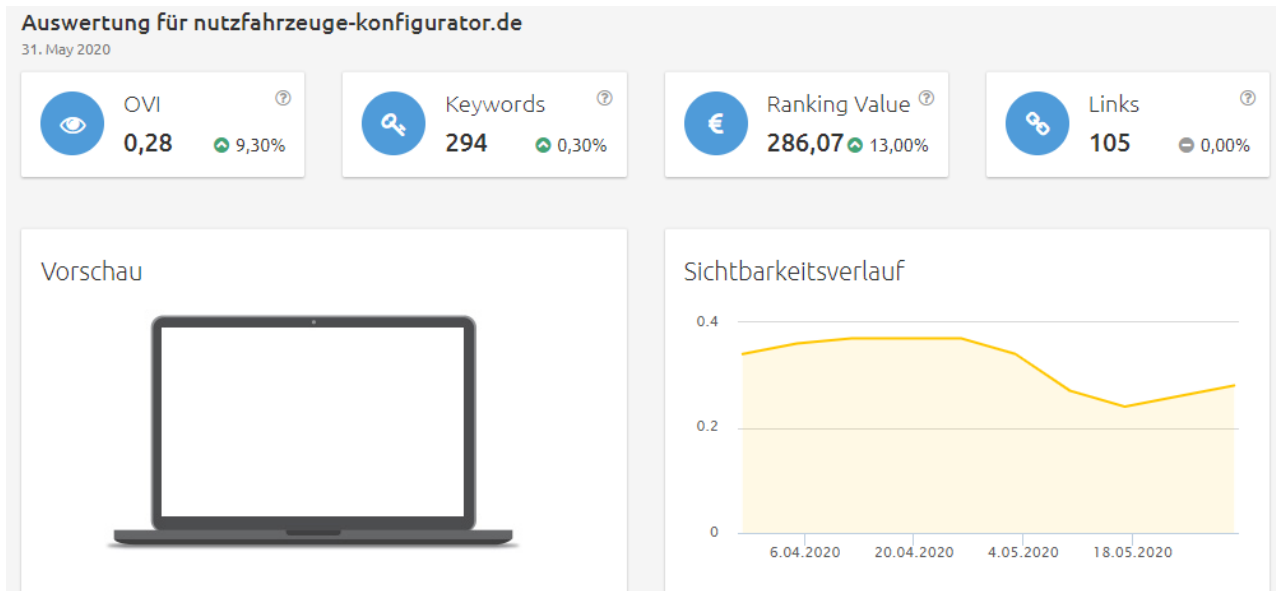 Auswertung für nutzfahrzeuge-konfigurator.de
31. May 2020
OVI ?
0,28 9,30%
Keywords ?
294 0,30%
Ranking Value ?
€ 286,07 13,00%
Links ?
105 0,00%
Vorschau
Sichtbarkeitsverlauf
0.4
0.2
0
6.04.2020 20.04.2020 4.05.2020 18.05.2020